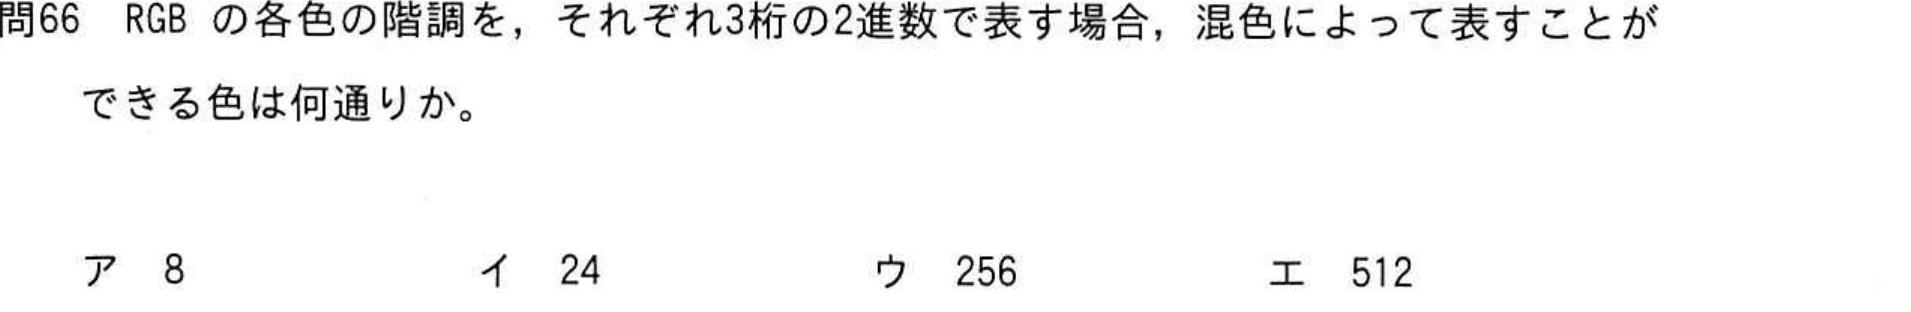 問66　RGB の各色の階調を，それぞれ3桁の2進数で表す場合，混色によって表すことが
できる色は何通りか。
ア　8　イ　24　ウ　256　エ　512